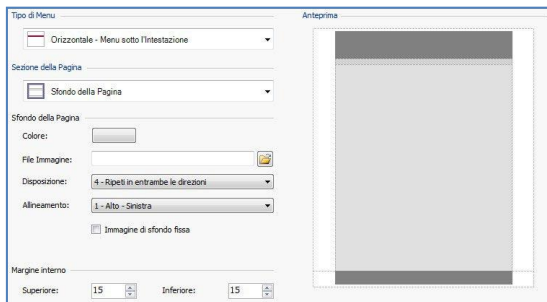 Tipo di Menu
Anteprima
Orizzontale - Menu sotto l'Intestazione
Sezione della Pagina
Sfondo della Pagina
Sfondo della Pagina
Colore:
File Immagine:
Disposizione: 4 - Ripeti in entrambe le direzioni
Allineamento: 1 - Alto - Sinistra
Immagine di sfondo fissa
Margine interno
Superiore: 15 Inferiore: 15